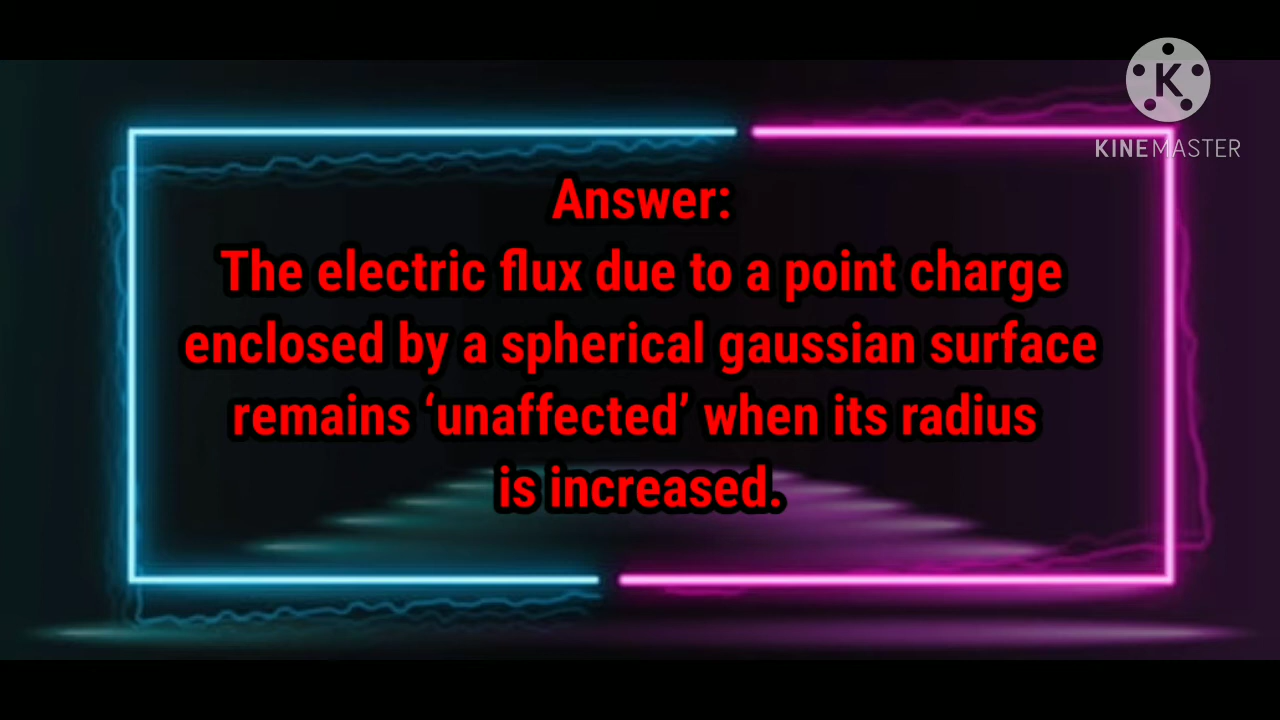 K
KINEMASTER
Answer:
The electric flux due to a point charge
enclosed by a spherical gaussian surface
remains ‘unaffected’ when its radius
is increased.